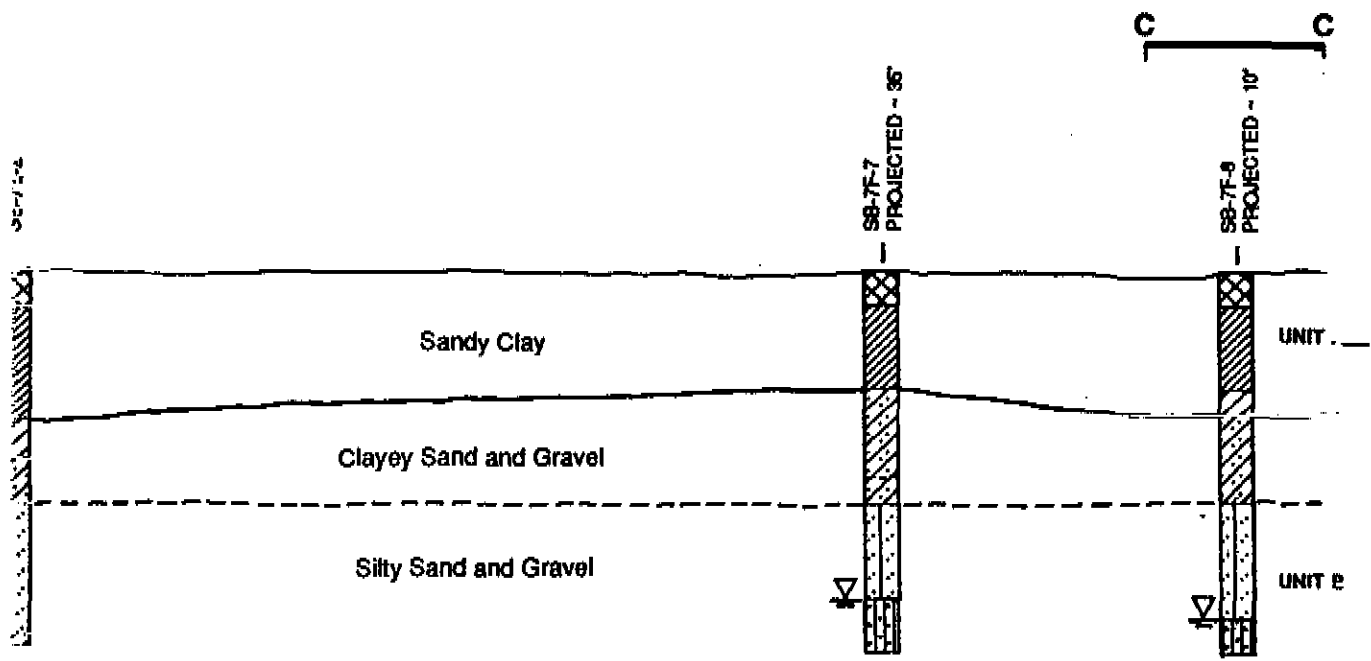 C C
SB-7F-7
PROJECTED ~ 35'
SB-7F-8
PROJECTED ~ 10'
Sandy Clay
UNIT
Clayey Sand and Gravel
Silty Sand and Gravel
UNIT